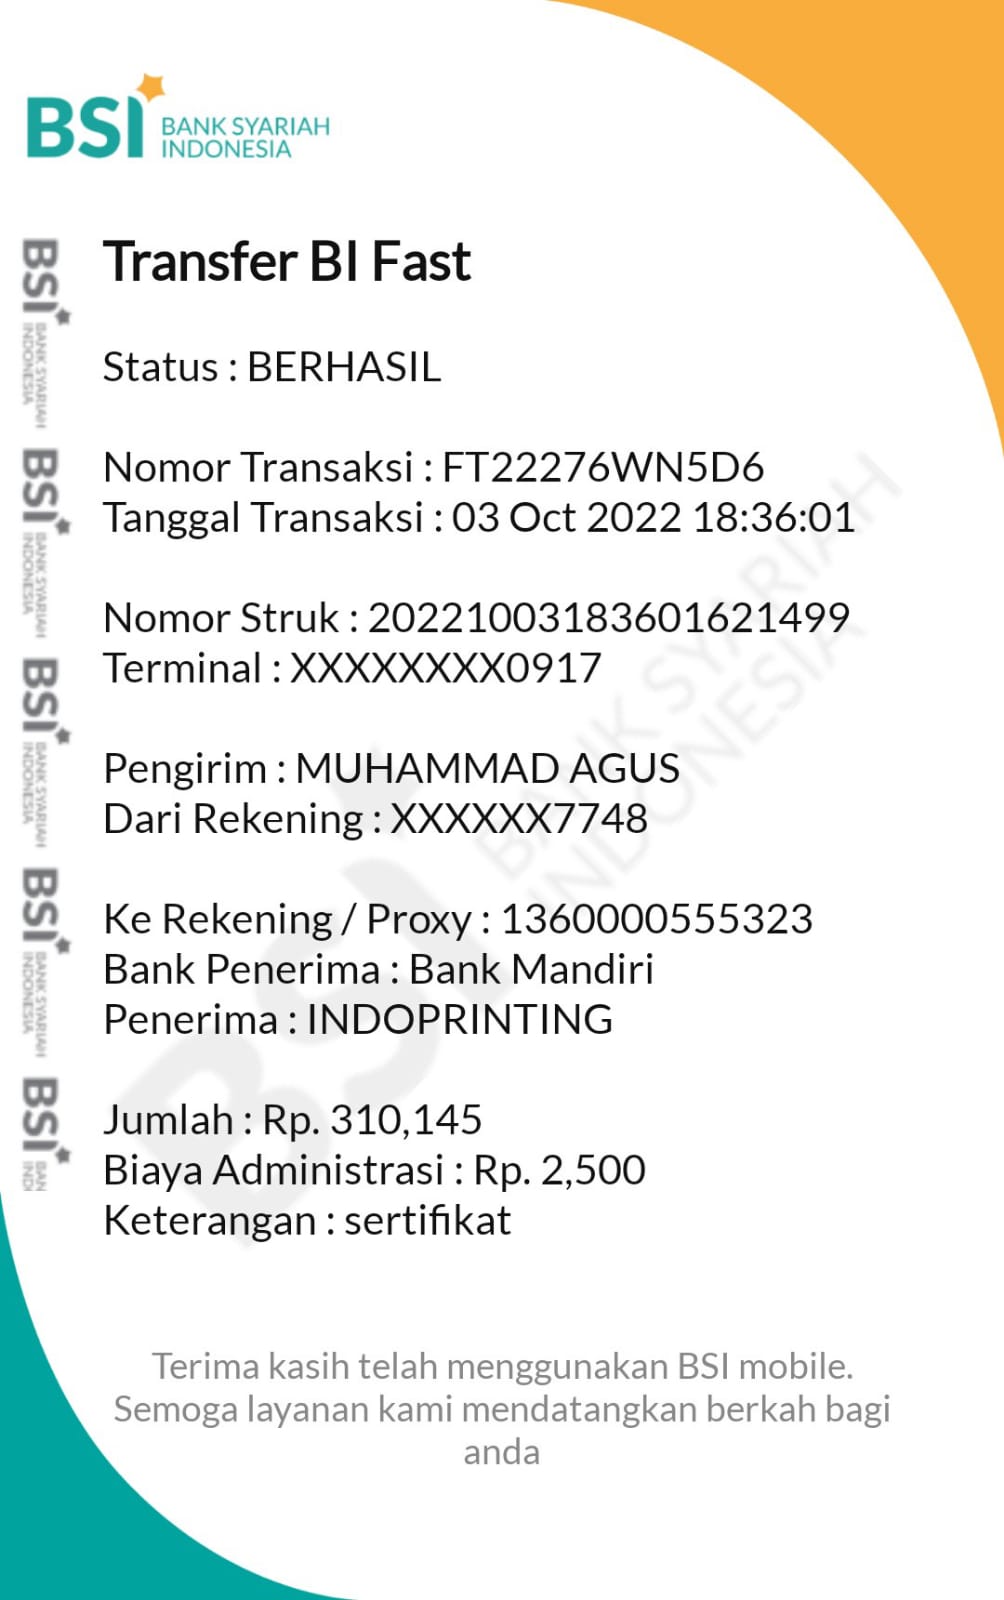 BSI BANK SYARIAH
INDONESIA
Transfer BI Fast
Status : BERHASIL
Nomor Transaksi : FT22276WN5D6
Tanggal Transaksi : 03 Oct 2022 18:36:01
Nomor Struk : 20221003183601621499
Terminal : XXXXXXXX0917
Pengirim : MUHAMMAD AGUS
Dari Rekening : XXXXXX7748
Ke Rekening / Proxy : 1360000555323
Bank Penerima : Bank Mandiri
Penerima : INDOPRINTING
Jumlah : Rp. 310,145
Biaya Administrasi : Rp. 2,500
Keterangan : sertifikat
Terima kasih telah menggunakan BSI mobile.
Semoga layanan kami mendatangkan berkah bagi
anda
BSI BANK SYARIAH
INDONESIA
BSI BANK SYARIAH
INDONESIA
BSI BANK SYARIAH
INDONESIA
BSI BANK SYARIAH
INDONESIA
BSI BAN
INDO
BSI BANK SYARIAH
INDONESIA